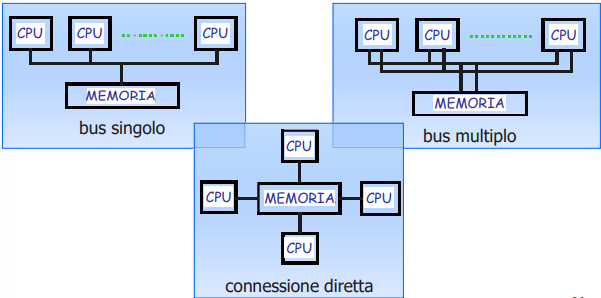 CPU CPU CPU
MEMORIA
bus singolo
CPU CPU CPU
MEMORIA
bus multiplo
CPU
CPU MEMORIA CPU
CPU
connessione diretta